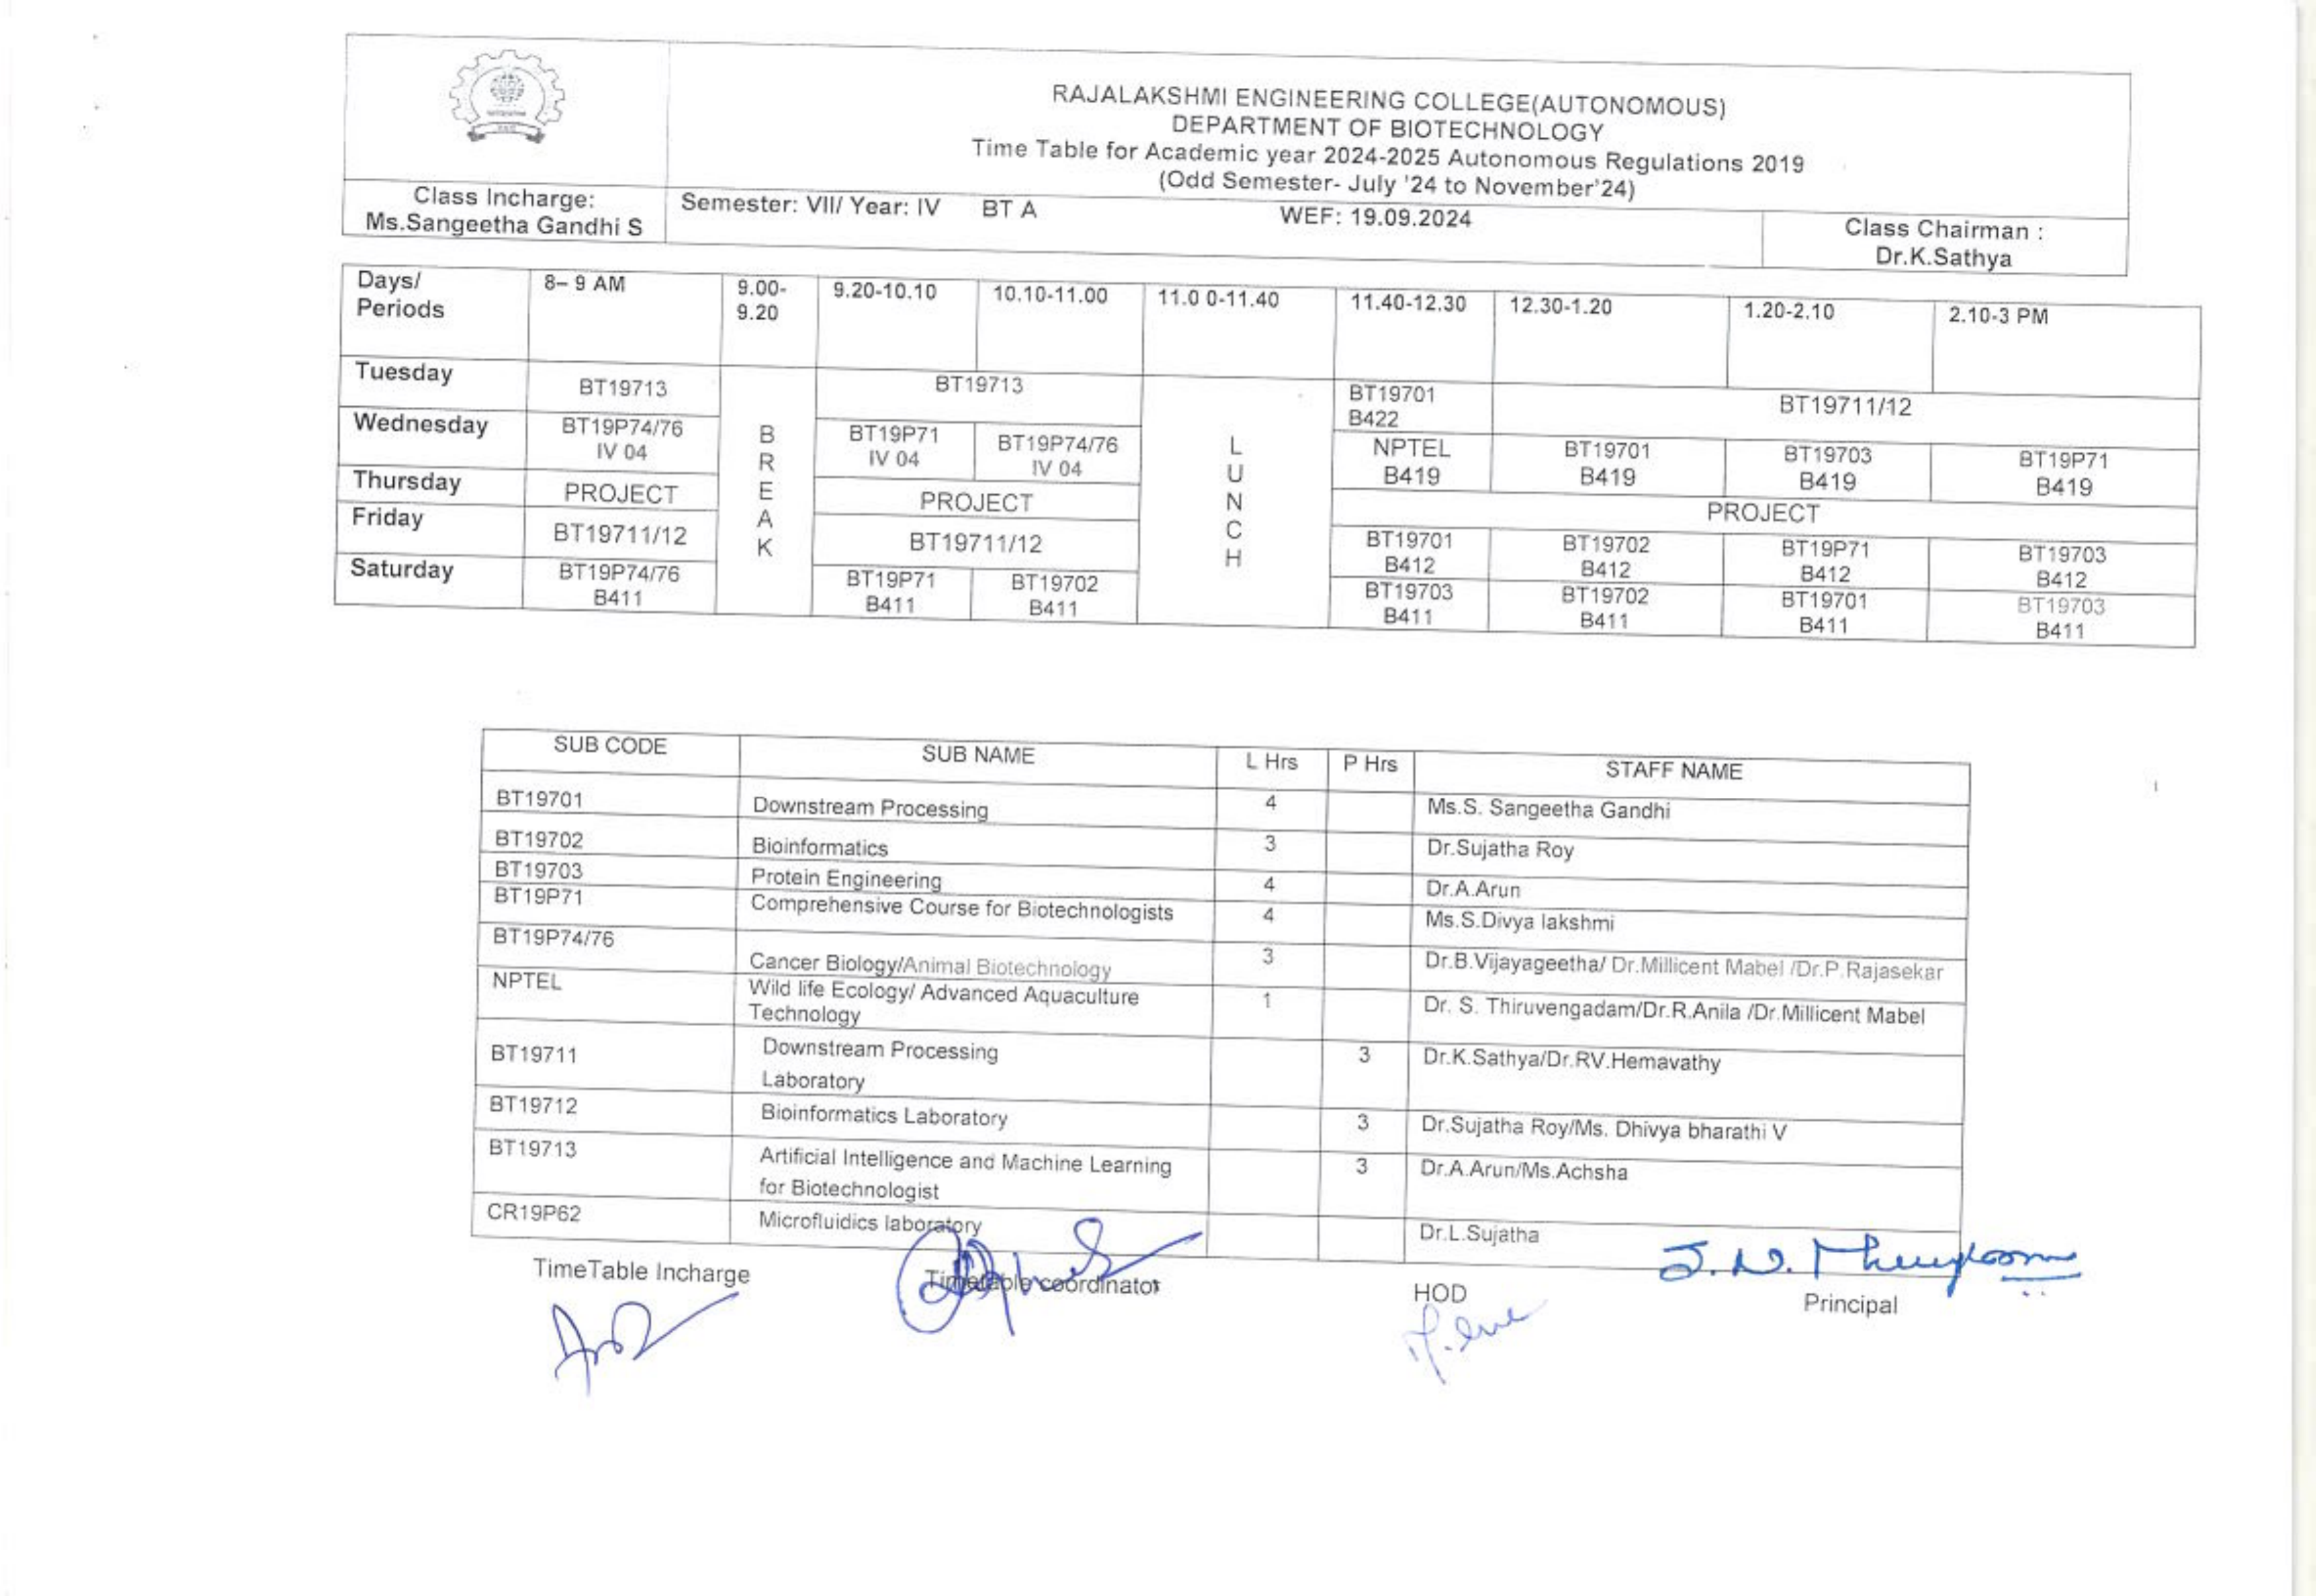 RAJALAKSHMI ENGINEERING COLLEGE(AUTONOMOUS)
DEPARTMENT OF BIOTECHNOLOGY
Time Table for Academic year 2024-2025 Autonomous Regulations 2019
(Odd Semester- July '24 to November'24)
Class Incharge:
Ms.Sangeetha Gandhi S
Semester: VII/ Year: IV BT A WEF: 19.09.2024
Class Chairman :
Dr.K.Sathya
Days/ Periods 8– 9 AM 9.00-9.20 9.20-10.10 10.10-11.00 11.0 0-11.40 11.40-12.30 12.30-1.20 1.20-2.10 2.10-3 PM
BREAK
LUNCH
Tuesday BT19713 BT19713 BT19701 B422 BT19711/12
Wednesday BT19P74/76 IV 04 BT19P71 IV 04 BT19P74/76 IV 04 NPTEL B419 BT19701 B419 BT19703 B419 BT19P71 B419
Thursday PROJECT PROJECT PROJECT
Friday BT19711/12 BT19711/12 BT19701 B412 BT19702 B412 BT19P71 B412 BT19703 B412
Saturday BT19P74/76 B411 BT19P71 B411 BT19702 B411 BT19703 B411 BT19702 B411 BT19701 B411 BT19703 B411
SUB CODE SUB NAME L Hrs P Hrs STAFF NAME
BT19701 Downstream Processing 4 Ms.S. Sangeetha Gandhi
BT19702 Bioinformatics 3 Dr.Sujatha Roy
BT19703 Protein Engineering 4 Dr.A.Arun
BT19P71 Comprehensive Course for Biotechnologists 4 Ms.S.Divya lakshmi
BT19P74/76 Cancer Biology/Animal Biotechnology 3 Dr.B.Vijayageetha/ Dr.Millicent Mabel /Dr.P.Rajasekar
NPTEL Wild life Ecology/ Advanced Aquaculture Technology 1 Dr. S. Thiruvengadam/Dr.R.Anila /Dr.Millicent Mabel
BT19711 Downstream Processing Laboratory 3 Dr.K.Sathya/Dr.RV.Hemavathy
BT19712 Bioinformatics Laboratory 3 Dr.Sujatha Roy/Ms. Dhivya bharathi V
BT19713 Artificial Intelligence and Machine Learning for Biotechnologist 3 Dr.A.Arun/Ms.Achsha
CR19P62 Microfluidics laboratory Dr.L.Sujatha
TimeTable Incharge Timetable coordinator HOD Principal